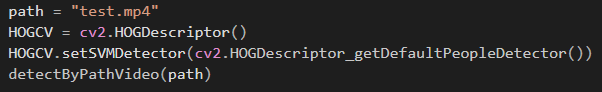 path = "test.mp4"
HOGCV = cv2.HOGDescriptor()
HOGCV.setSVMDetector(cv2.HOGDescriptor_getDefaultPeopleDetector())
detectByPathVideo(path)